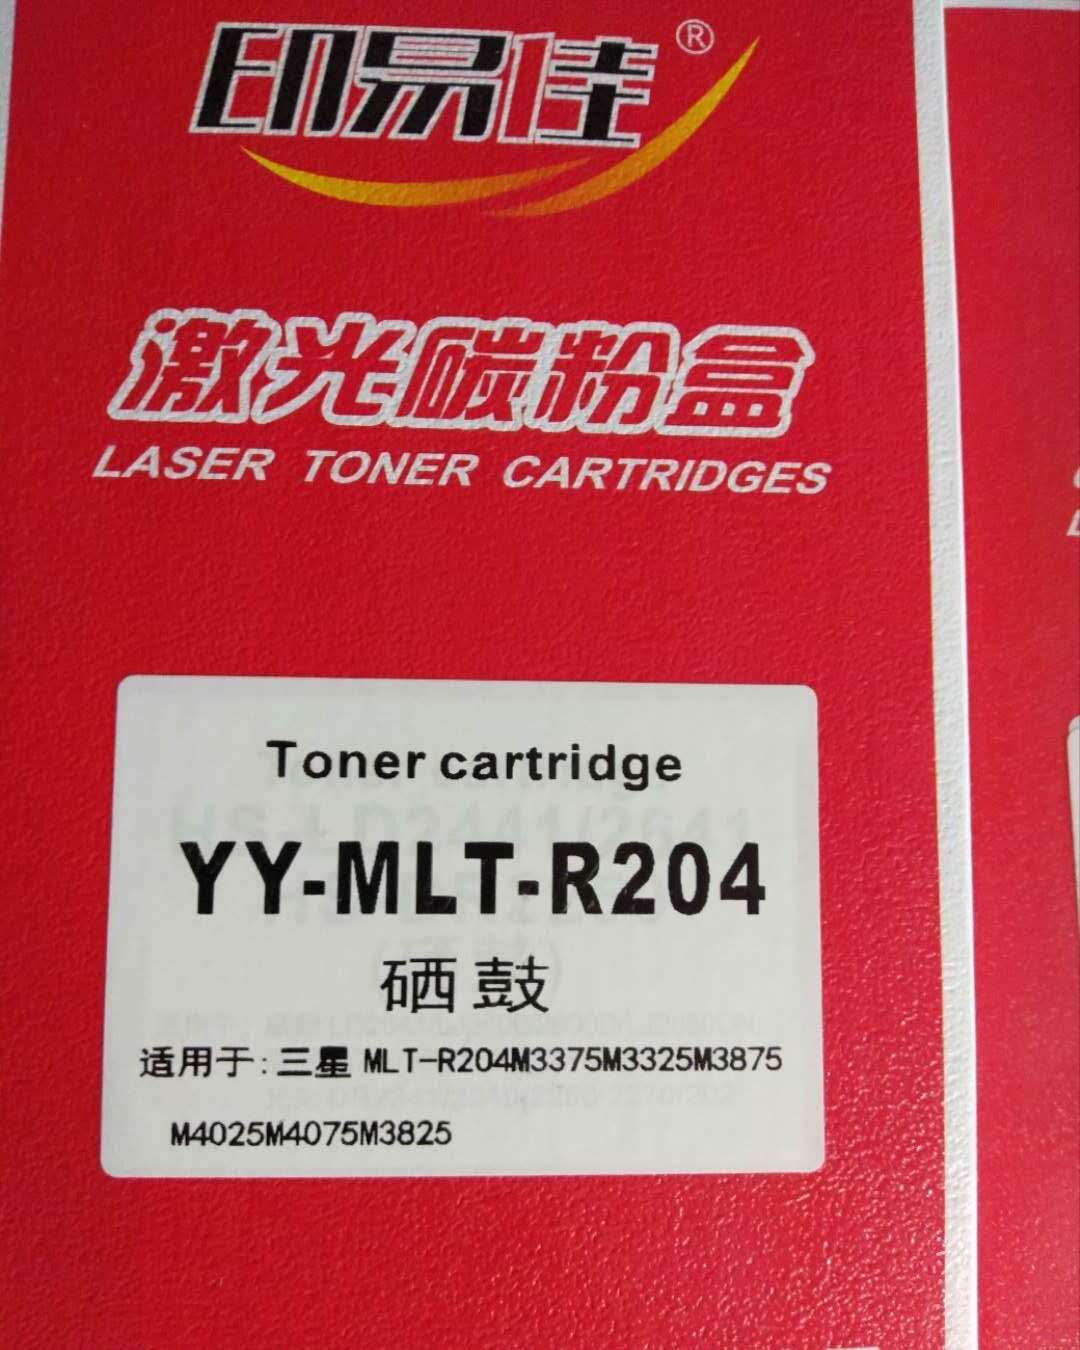 印易佳®
激光碳粉盒
LASER TONER CARTRIDGES
Toner cartridge
YY-MLT-R204
硒鼓
适用于:三星 MLT-R204M3375M3325M3875
M4025M4075M3825